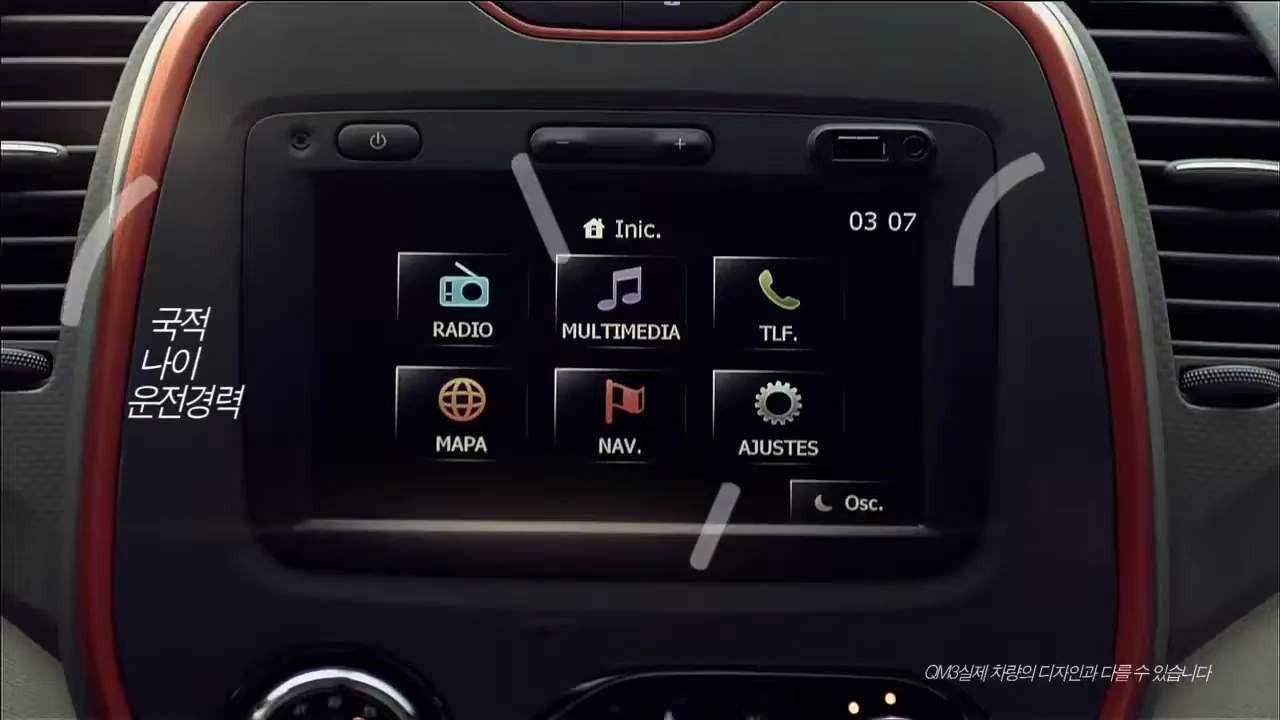 Inic.
03 07
RADIO
MULTIMEDIA
TLF.
MAPA
NAV.
AJUSTES
Osc.
국적
나이
운전경력
QM3실제 차량의 디자인과 다를 수 있습니다